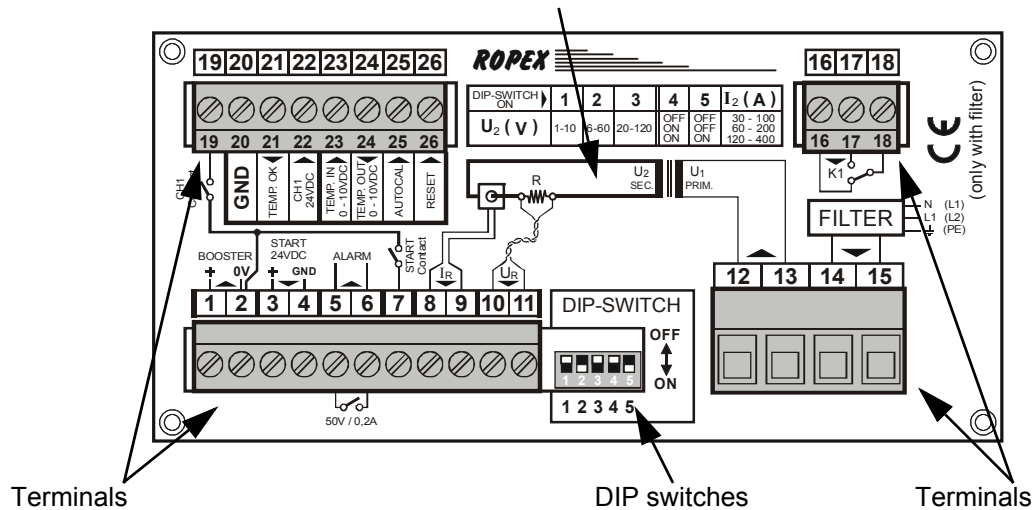 19 20 21 22 23 24 25 26
ROPEX
16 17 18
DIP-SWITCH ON 1 2 3 4 5 I2 (A)
U2 (V) 1-10 6-60 20-120
OFF OFF 30 - 100
ON OFF 60 - 200
ON ON 120 - 400
19 20 21 22 23 24 25 26
16 17 18
K1
CE
(only with filter)
CH1
GND
TEMP. OK
CH1 24VDC
TEMP. IN 0 - 10VDC
TEMP. OUT 0 - 10VDC
AUTOCAL
RESET
R
U2 SEC.
U1 PRIM.
FILTER
N (L1)
L1 (L2)
(PE)
BOOSTER
+ 0V
START 24VDC
+ GND
ALARM
START Contact
IR
UR
1 2 3 4 5 6 7 8 9 10 11
12 13 14 15
DIP-SWITCH
OFF
ON
1 2 3 4 5
1 2 3 4 5
50V / 0,2A
Terminals
DIP switches
Terminals